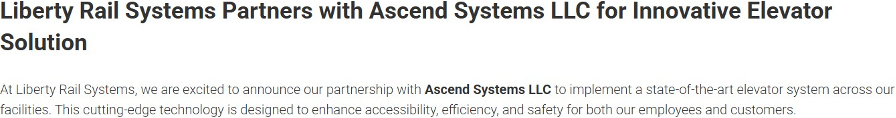 Liberty Rail Systems Partners with Ascend Systems LLC for Innovative Elevator
Solution
At Liberty Rail Systems, we are excited to announce our partnership with Ascend Systems LLC to implement a state-of-the-art elevator system across our
facilities. This cutting-edge technology is designed to enhance accessibility, efficiency, and safety for both our employees and customers.